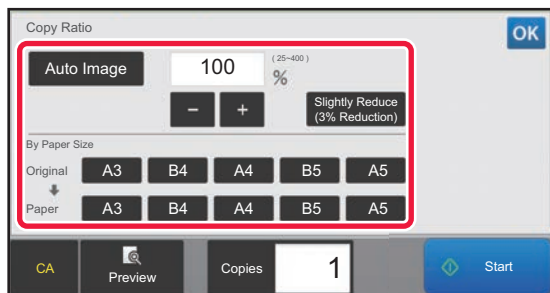 Copy Ratio
OK
Auto Image
100
(25~400)
%
− +
Slightly Reduce
(3% Reduction)
By Paper Size
Original A3 B4 A4 B5 A5
Paper A3 B4 A4 B5 A5
CA
Preview
Copies 1
Start